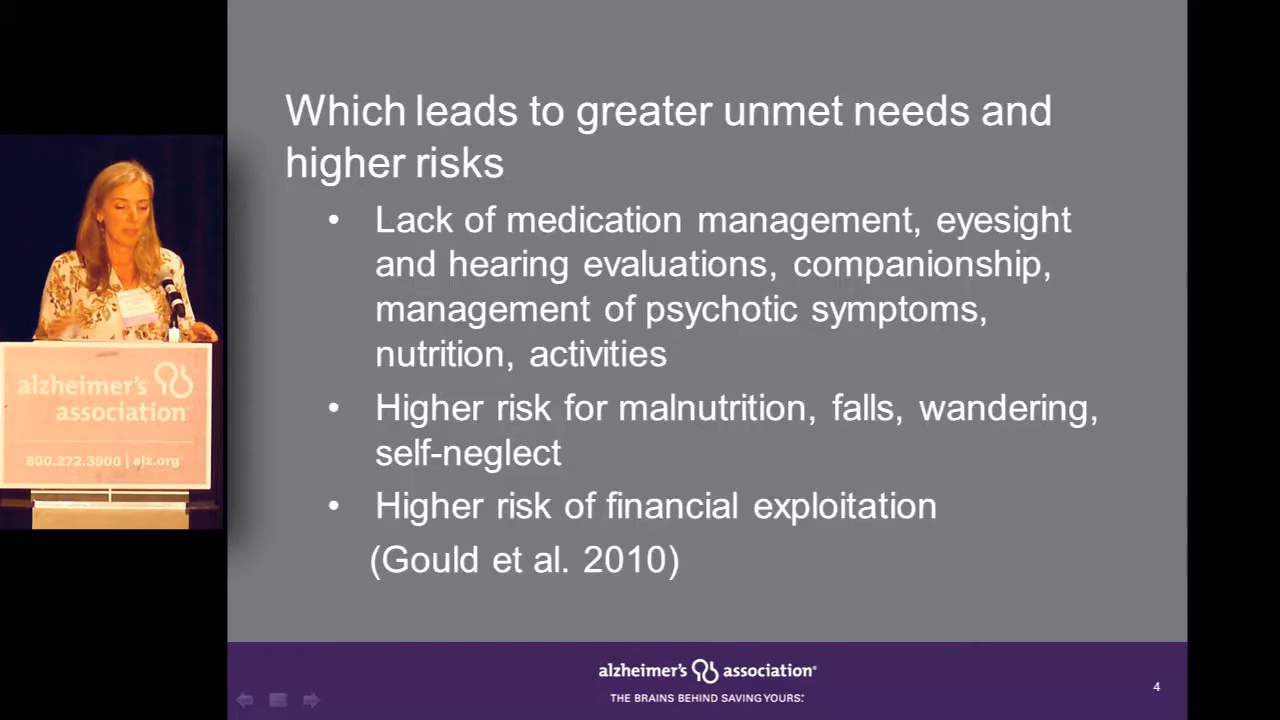 Which leads to greater unmet needs and
higher risks
• Lack of medication management, eyesight
and hearing evaluations, companionship,
management of psychotic symptoms,
nutrition, activities
• Higher risk for malnutrition, falls, wandering,
self-neglect
• Higher risk of financial exploitation
(Gould et al. 2010)
alzheimer's
association
800.272.3900 | alz.org
alzheimer's association
THE BRAINS BEHIND SAVING YOURS.
4